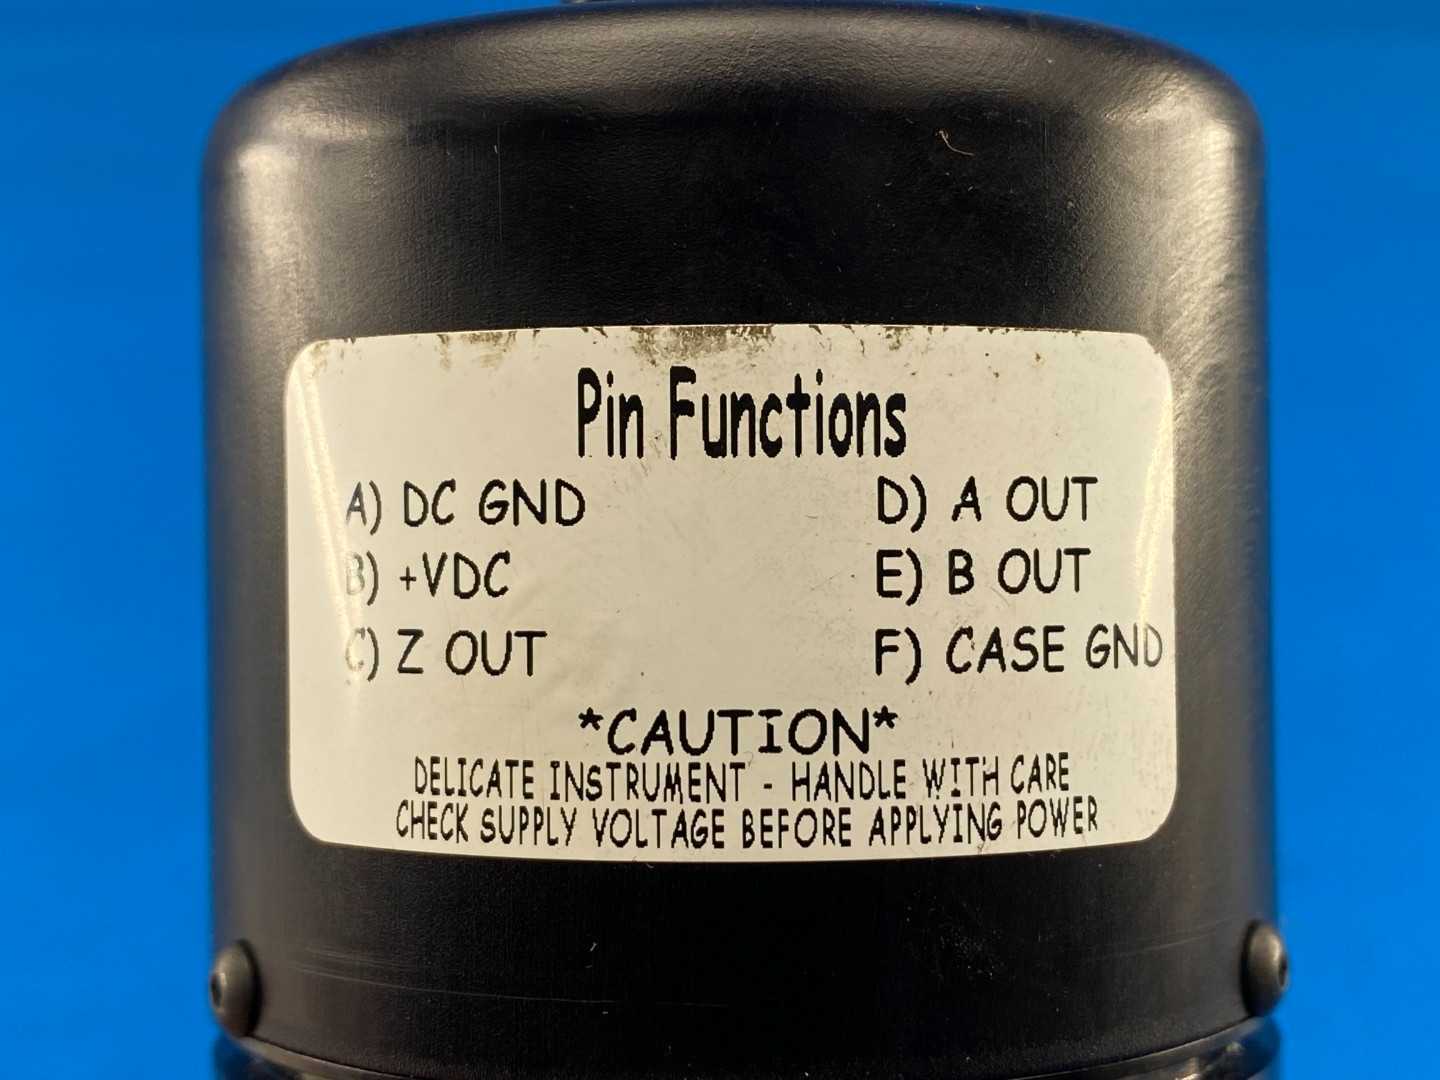 Pin Functions
A) DC GND
B) +VDC
C) Z OUT
D) A OUT
E) B OUT
F) CASE GND
*CAUTION*
DELICATE INSTRUMENT - HANDLE WITH CARE
CHECK SUPPLY VOLTAGE BEFORE APPLYING POWER